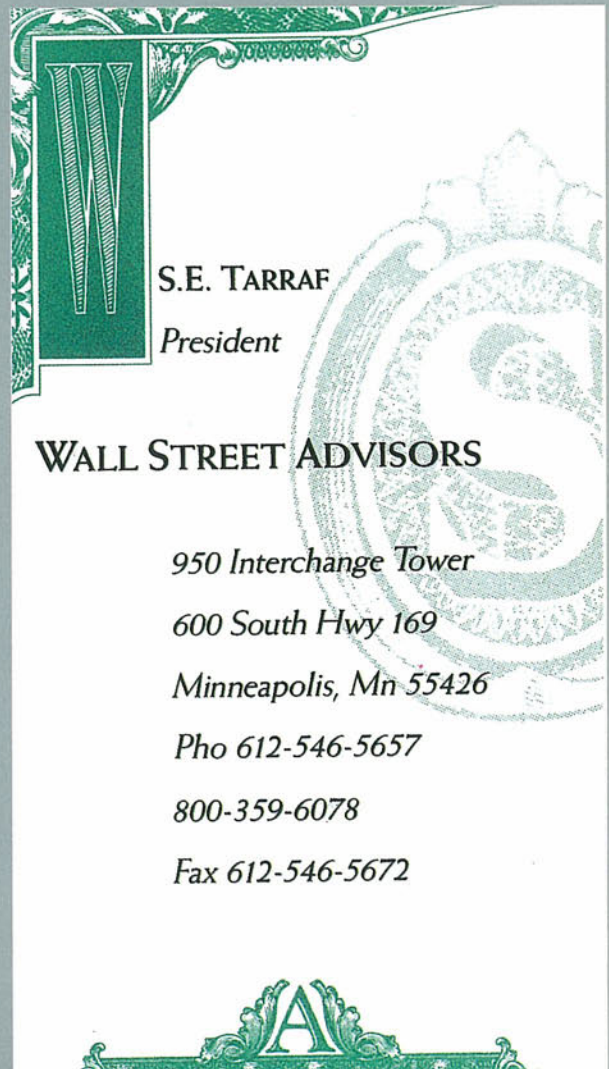 W
S.E. TARRAF
President
S
WALL STREET ADVISORS
950 Interchange Tower
600 South Hwy 169
Minneapolis, Mn 55426
Pho 612-546-5657
800-359-6078
Fax 612-546-5672
A